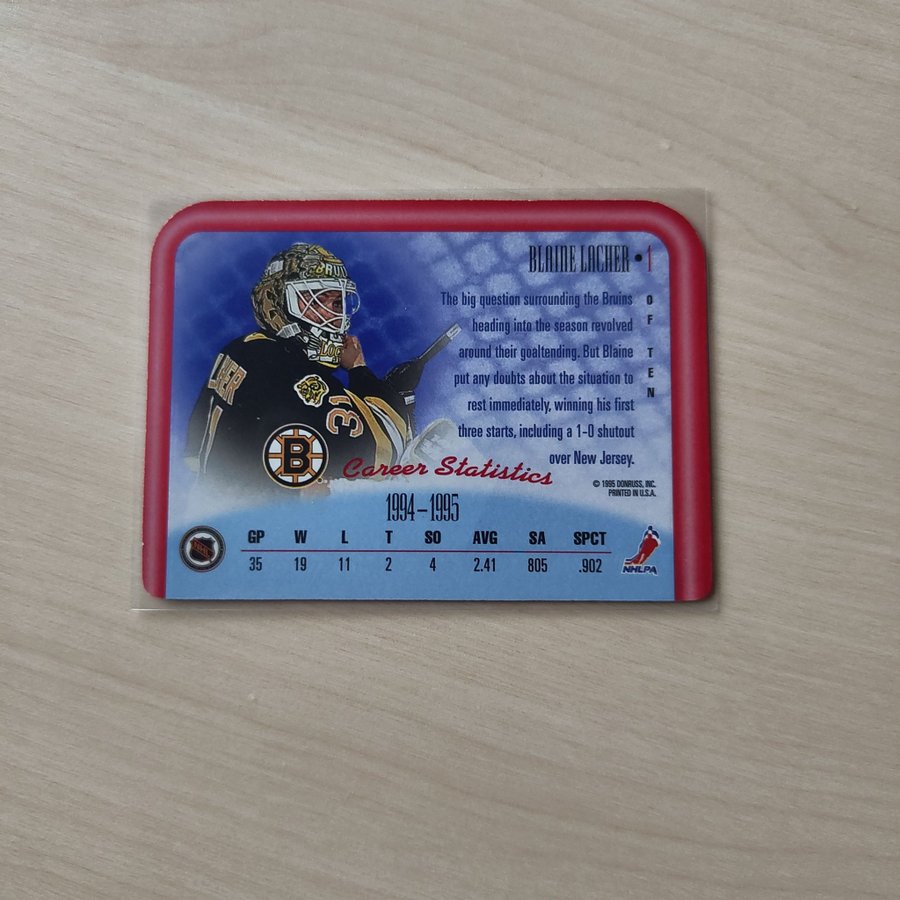 BLAINE LACHER • 1
OF TEN
The big question surrounding the Bruins
heading into the season revolved
around their goaltending. But Blaine
put any doubts about the situation to
rest immediately, winning his first
three starts, including a 1-0 shutout
over New Jersey.
© 1995 DONRUSS, INC.
PRINTED IN U.S.A.
BRUI
31
B
Career Statistics
1994–1995
GP W L T SO AVG SA SPCT
35 19 11 2 4 2.41 805 .902
NHL
NHLPA